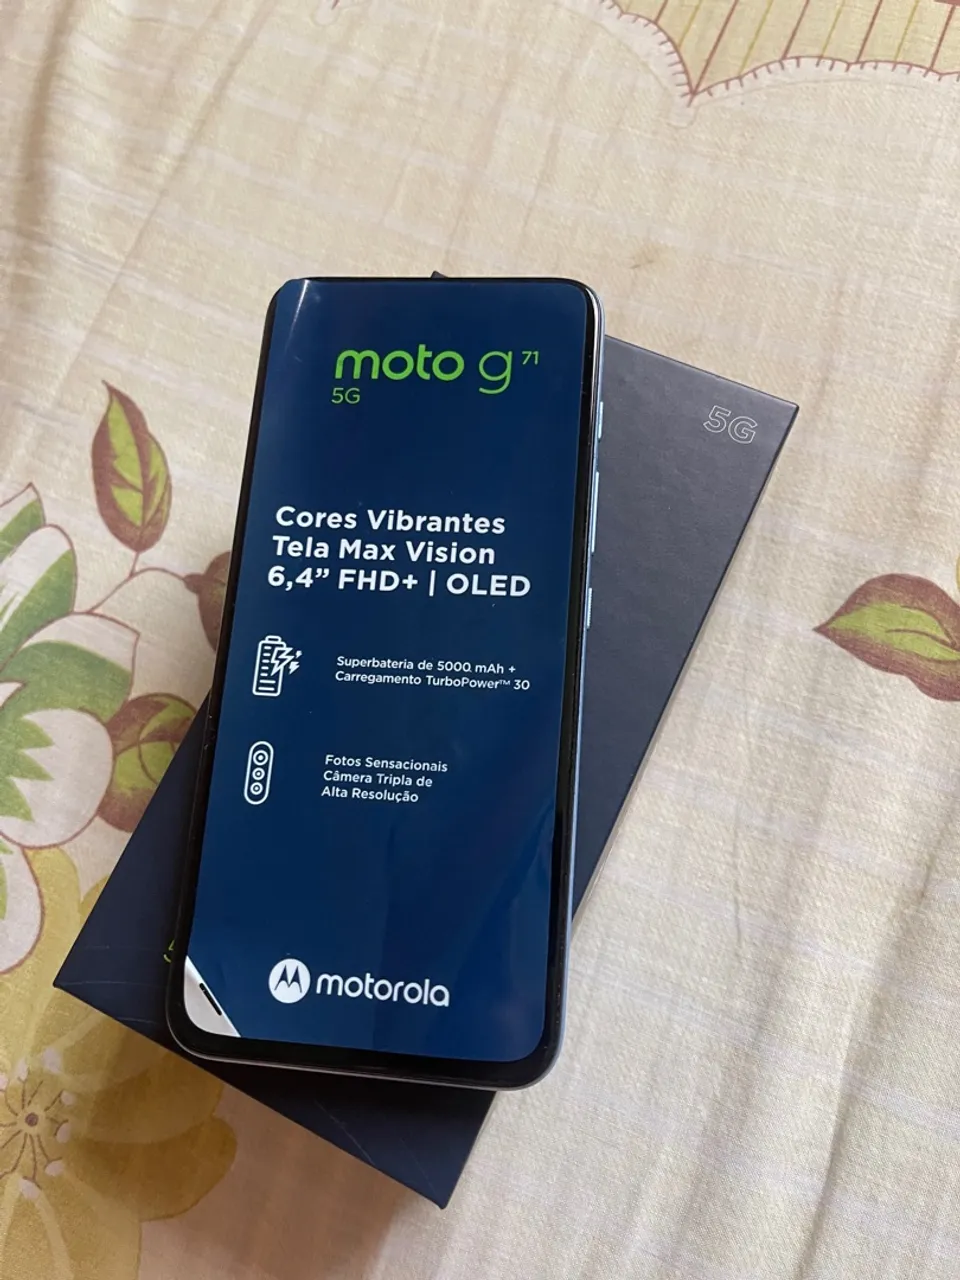 moto g 71
5G
5G
Cores Vibrantes
Tela Max Vision
6,4” FHD+ | OLED
Superbateria de 5000 mAh +
Carregamento TurboPower™ 30
Fotos Sensacionais
Câmera Tripla de
Alta Resolução
motorola